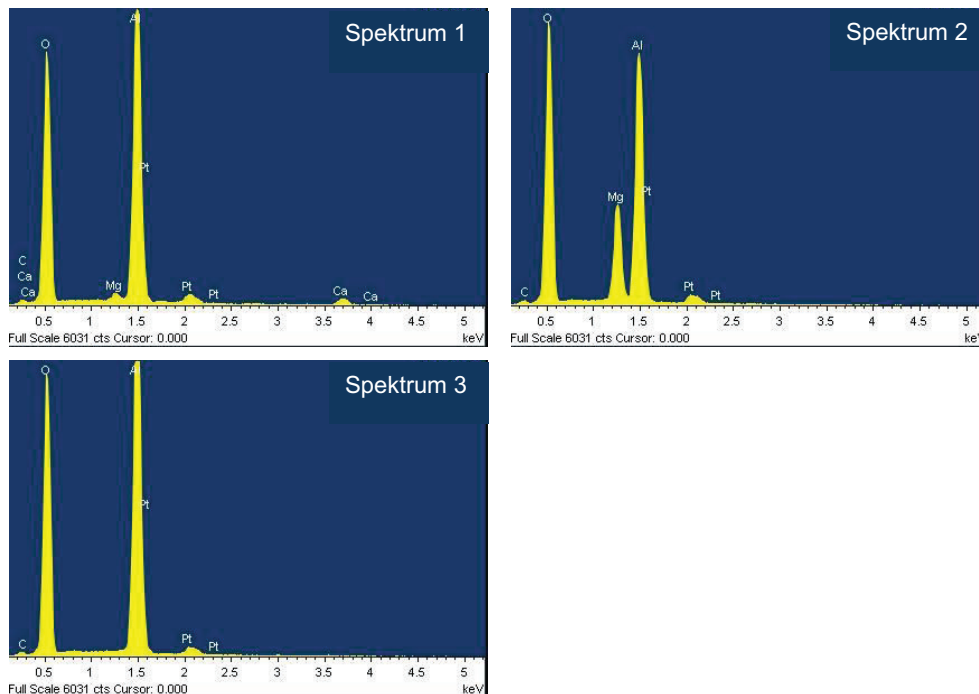 Spektrum 1
Al
O
Pt
C
Ca
Ca
Mg
Pt
Pt
Ca
Ca
0.5 1 1.5 2 2.5 3 3.5 4 4.5 5
Full Scale 6031 cts Cursor: 0.000 keV
Spektrum 2
O
Al
Mg
Pt
C
Pt
Pt
0.5 1 1.5 2 2.5 3 3.5 4 4.5 5
Full Scale 6031 cts Cursor: 0.000 ke
Spektrum 3
O
Al
Pt
C
Pt
Pt
0.5 1 1.5 2 2.5 3 3.5 4 4.5 5
Full Scale 6031 cts Cursor: 0.000 keV